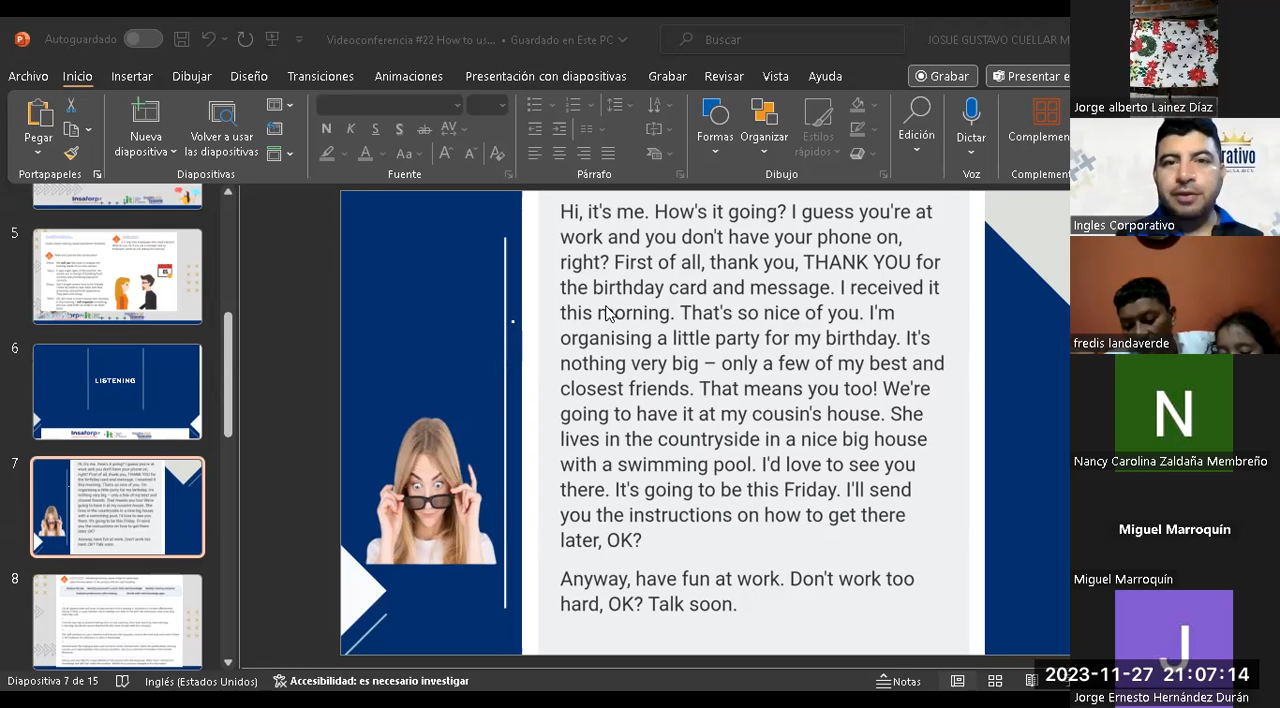 Autoguardado
Videoconferencia #22 How to... • Guardado en Este PC
Buscar
JOSUE GUSTAVO CUELLAR M
Archivo Inicio Insertar Dibujar Diseño Transiciones Animaciones Presentación con diapositivas Grabar Revisar Vista Ayuda
Grabar
Presentar e
Pegar
Nueva diapositiva
Volver a usar las diapositivas
Formas
Organizar
Estilos rápidos
Edición
Dictar
Complemen
Portapapeles
Diapositivas
Fuente
Párrafo
Dibujo
Voz
Complement
5
6
LISTENING
7
8
Hi, it's me. How's it going? I guess you're at
work and you don't have your phone on,
right? First of all, thank you, THANK YOU for
the birthday card and message. I received it
this morning. That's so nice of you. I'm
organising a little party for my birthday. It's
nothing very big – only a few of my best and
closest friends. That means you too! We're
going to have it at my cousin's house. She
lives in the countryside in a nice big house
with a swimming pool. I'd love to see you
there. It's going to be this Friday. I'll send
you the instructions on how to get there
later, OK?
Anyway, have fun at work. Don't work too
hard, OK? Talk soon.
Diapositiva 7 de 15
Inglés (Estados Unidos)
Accesibilidad: es necesario investigar
Notas
Jorge alberto Lainez Díaz
rativo
Ingles Corporativo
fredis landaverde
N
Nancy Carolina Zaldaña Membreño
Miguel Marroquín
Miguel Marroquín
J
2023-11-27 21:07:14
Jorge Ernesto Hernández Durán